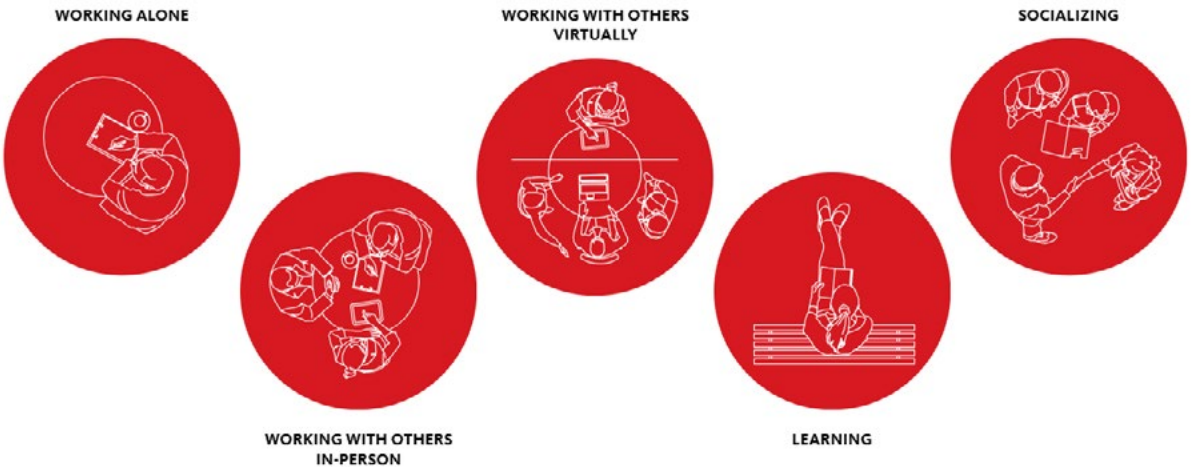 WORKING ALONE
WORKING WITH OTHERS
VIRTUALLY
SOCIALIZING
WORKING WITH OTHERS
IN-PERSON
LEARNING